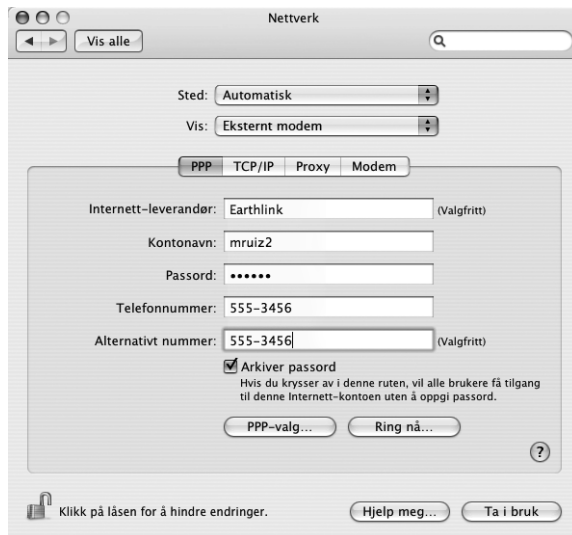 Nettverk
Vis alle
Sted: Automatisk
Vis: Eksternt modem
PPP TCP/IP Proxy Modem
Internett-leverandør: Earthlink (Valgfritt)
Kontonavn: mruiz2
Passord: ••••••
Telefonnummer: 555-3456
Alternativt nummer: 555-3456 (Valgfritt)
Arkiver passord
Hvis du krysser av i denne ruten, vil alle brukere få tilgang
til denne Internett-kontoen uten å oppgi passord.
PPP-valg... Ring nå...
?
Klikk på låsen for å hindre endringer. Hjelp meg... Ta i bruk